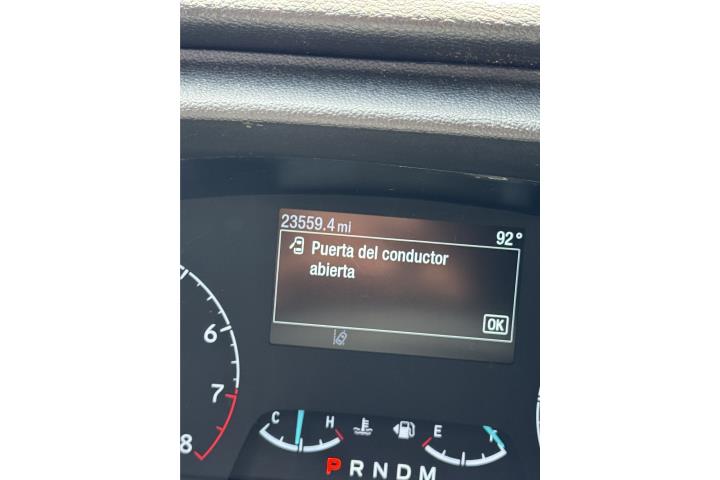 23559.4 mi
92°
Puerta del conductor
abierta
OK
6
7
8
C H
E
P R N D M